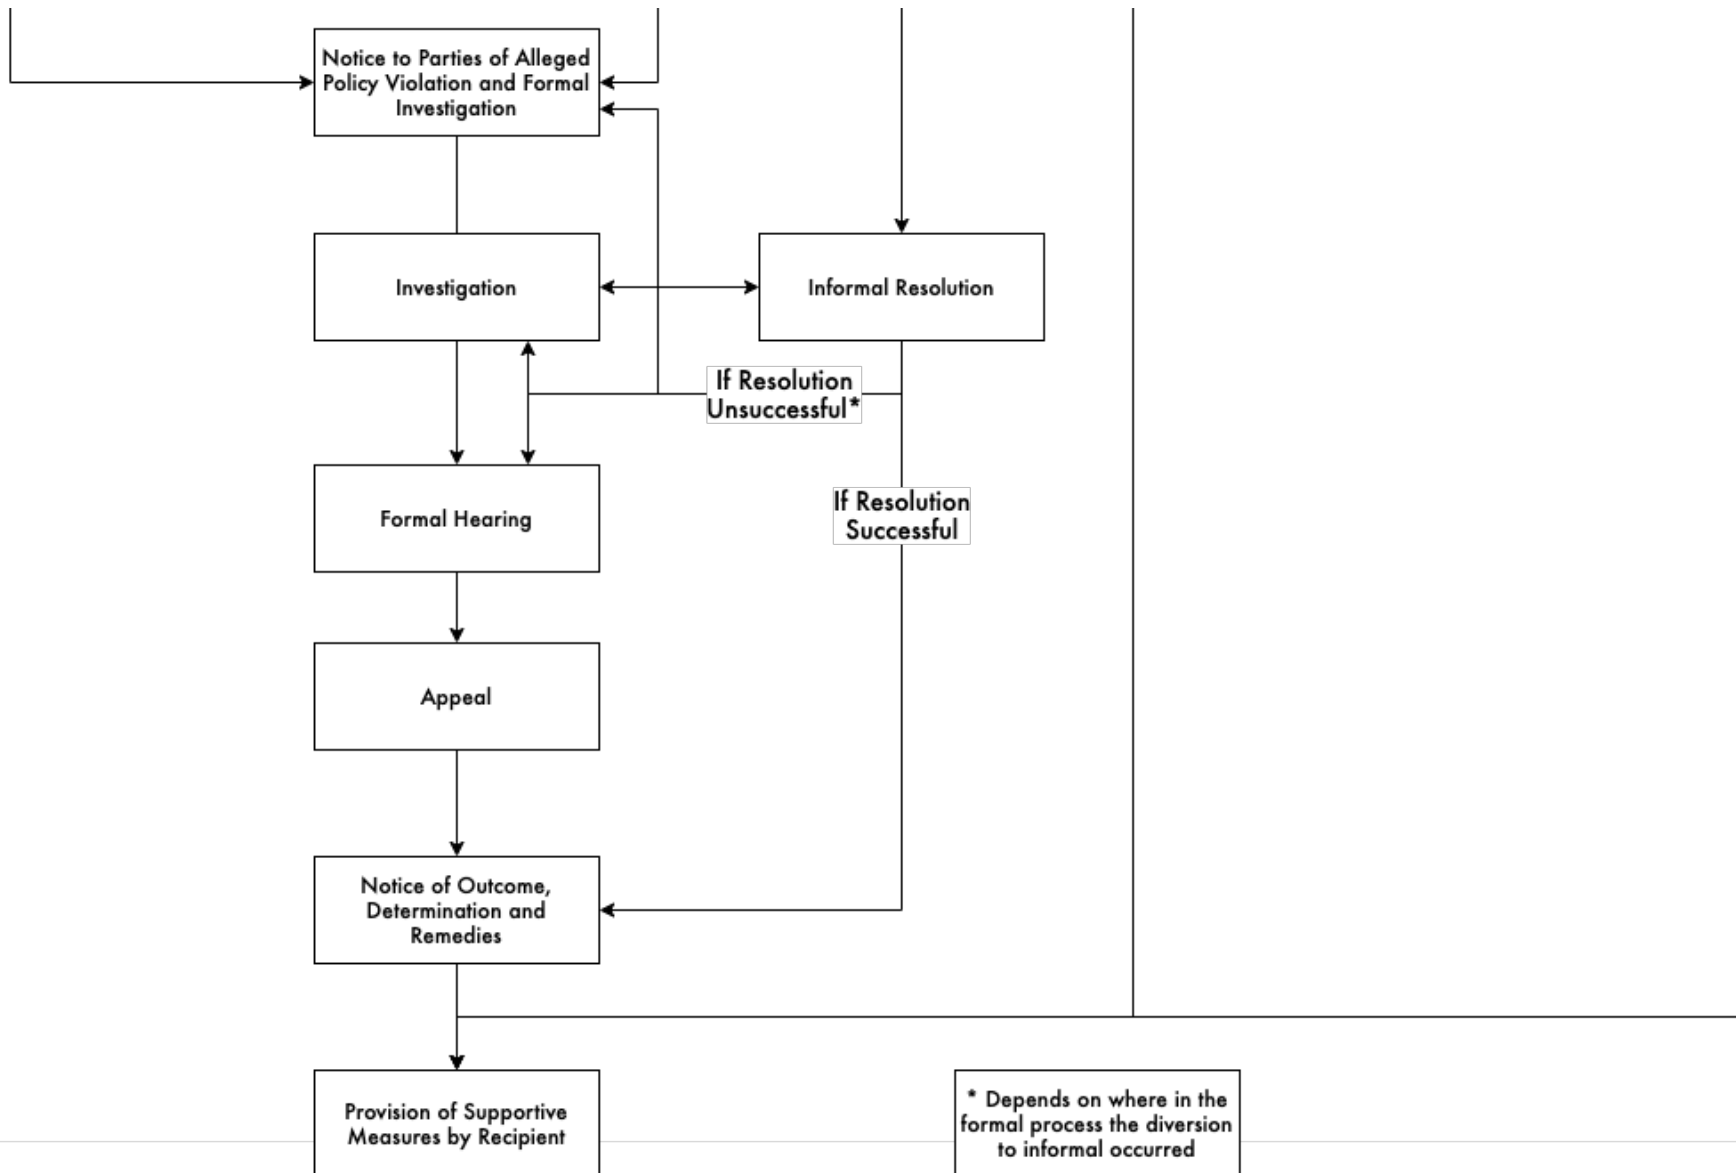 Notice to Parties of Alleged
Policy Violation and Formal
Investigation
Investigation
Informal Resolution
If Resolution
Unsuccessful*
If Resolution
Successful
Formal Hearing
Appeal
Notice of Outcome,
Determination and
Remedies
Provision of Supportive
Measures by Recipient
* Depends on where in the
formal process the diversion
to informal occurred